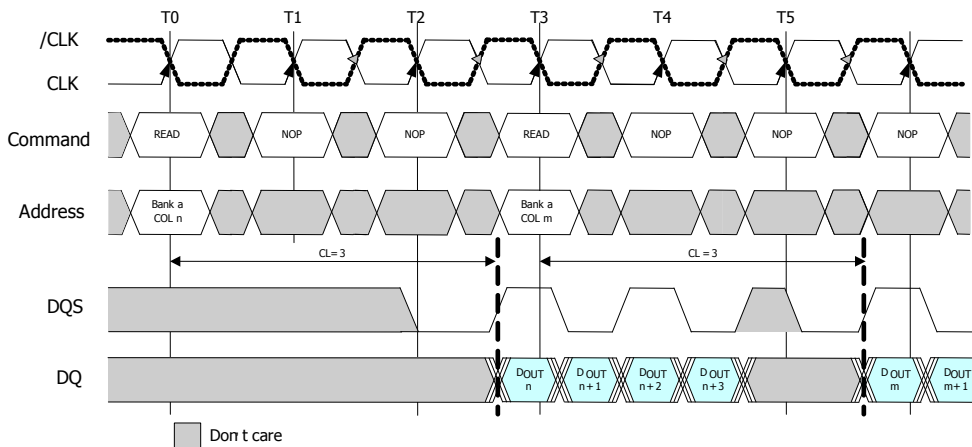 T0 T1 T2 T3 T4 T5
/CLK
CLK
Command READ NOP NOP READ NOP NOP NOP
Address Bank a COL n Bank a COL m
CL= 3 CL = 3
DQS
DQ DOUT n DOUT n+1 DOUT n+2 DOUT n+3 DOUT m DOUT m+1
Don't care